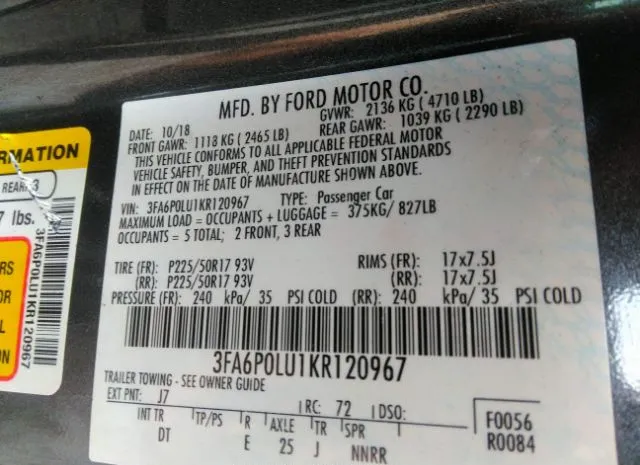 MFD. BY FORD MOTOR CO.
DATE: 10/18 GVWR: 2136 KG ( 4710 LB)
FRONT GAWR: 1118 KG ( 2465 LB) REAR GAWR: 1039 KG ( 2290 LB)
THIS VEHICLE CONFORMS TO ALL APPLICABLE FEDERAL MOTOR
VEHICLE SAFETY, BUMPER, AND THEFT PREVENTION STANDARDS
IN EFFECT ON THE DATE OF MANUFACTURE SHOWN ABOVE.
VIN: 3FA6P0LU1KR120967 TYPE: Passenger Car
MAXIMUM LOAD = OCCUPANTS + LUGGAGE = 375KG/ 827LB
OCCUPANTS = 5 TOTAL; 2 FRONT, 3 REAR
TIRE (FR): P225/50R17 93V RIMS (FR): 17x7.5J
(RR): P225/50R17 93V (RR): 17x7.5J
PRESSURE (FR): 240 kPa/ 35 PSI COLD (RR): 240 kPa/ 35 PSI COLD
3FA6P0LU1KR120967
TRAILER TOWING - SEE OWNER GUIDE
EXT PNT: J7 RC: 72 DSO:
INT TR TP/PS R AXLE TR SPR F0056
DT E 25 J NNRR R0084
RMATION
REAR
lbs.
3FA6P0LU1KR120967